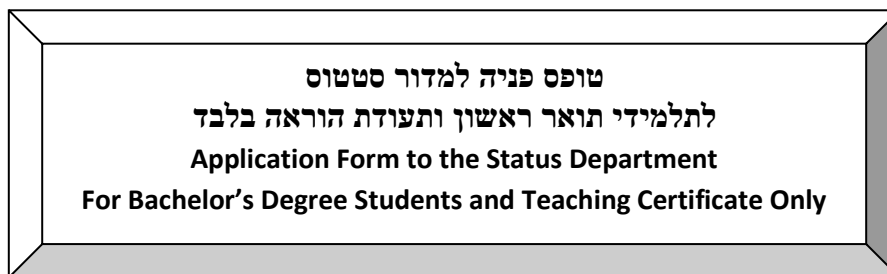 טופס פניה למדור סטטוס
לתלמידי תואר ראשון ותעודת הוראה בלבד
Application Form to the Status Department
For Bachelor’s Degree Students and Teaching Certificate Only